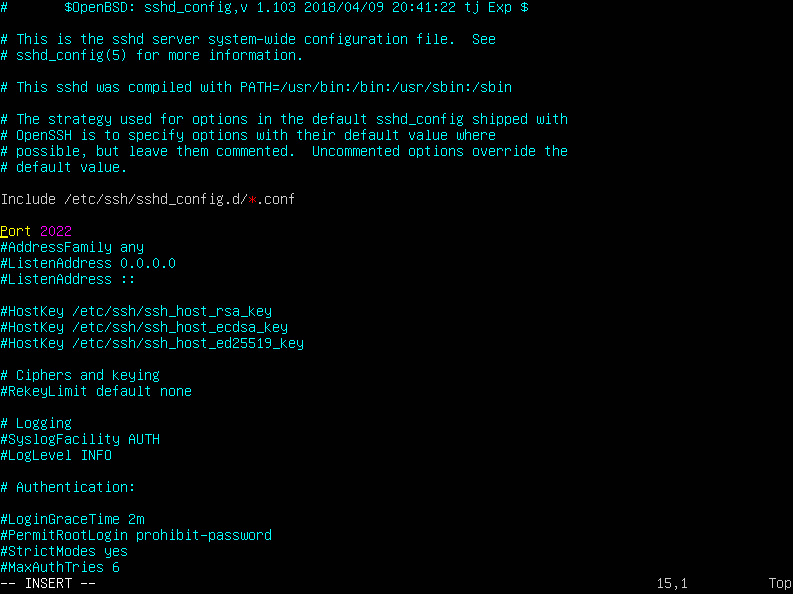 #       $OpenBSD: sshd_config,v 1.103 2018/04/09 20:41:22 tj Exp $
# This is the sshd server system-wide configuration file.  See
# sshd_config(5) for more information.
# This sshd was compiled with PATH=/usr/bin:/bin:/usr/sbin:/sbin
# The strategy used for options in the default sshd_config shipped with
# OpenSSH is to specify options with their default value where
# possible, but leave them commented.  Uncommented options override the
# default value.
Include /etc/ssh/sshd_config.d/*.conf
Port 2022
#AddressFamily any
#ListenAddress 0.0.0.0
#ListenAddress ::
#HostKey /etc/ssh/ssh_host_rsa_key
#HostKey /etc/ssh/ssh_host_ecdsa_key
#HostKey /etc/ssh/ssh_host_ed25519_key
# Ciphers and keying
#RekeyLimit default none
# Logging
#SyslogFacility AUTH
#LogLevel INFO
# Authentication:
#LoginGraceTime 2m
#PermitRootLogin prohibit-password
#StrictModes yes
#MaxAuthTries 6
-- INSERT --                                                                      15,1          Top